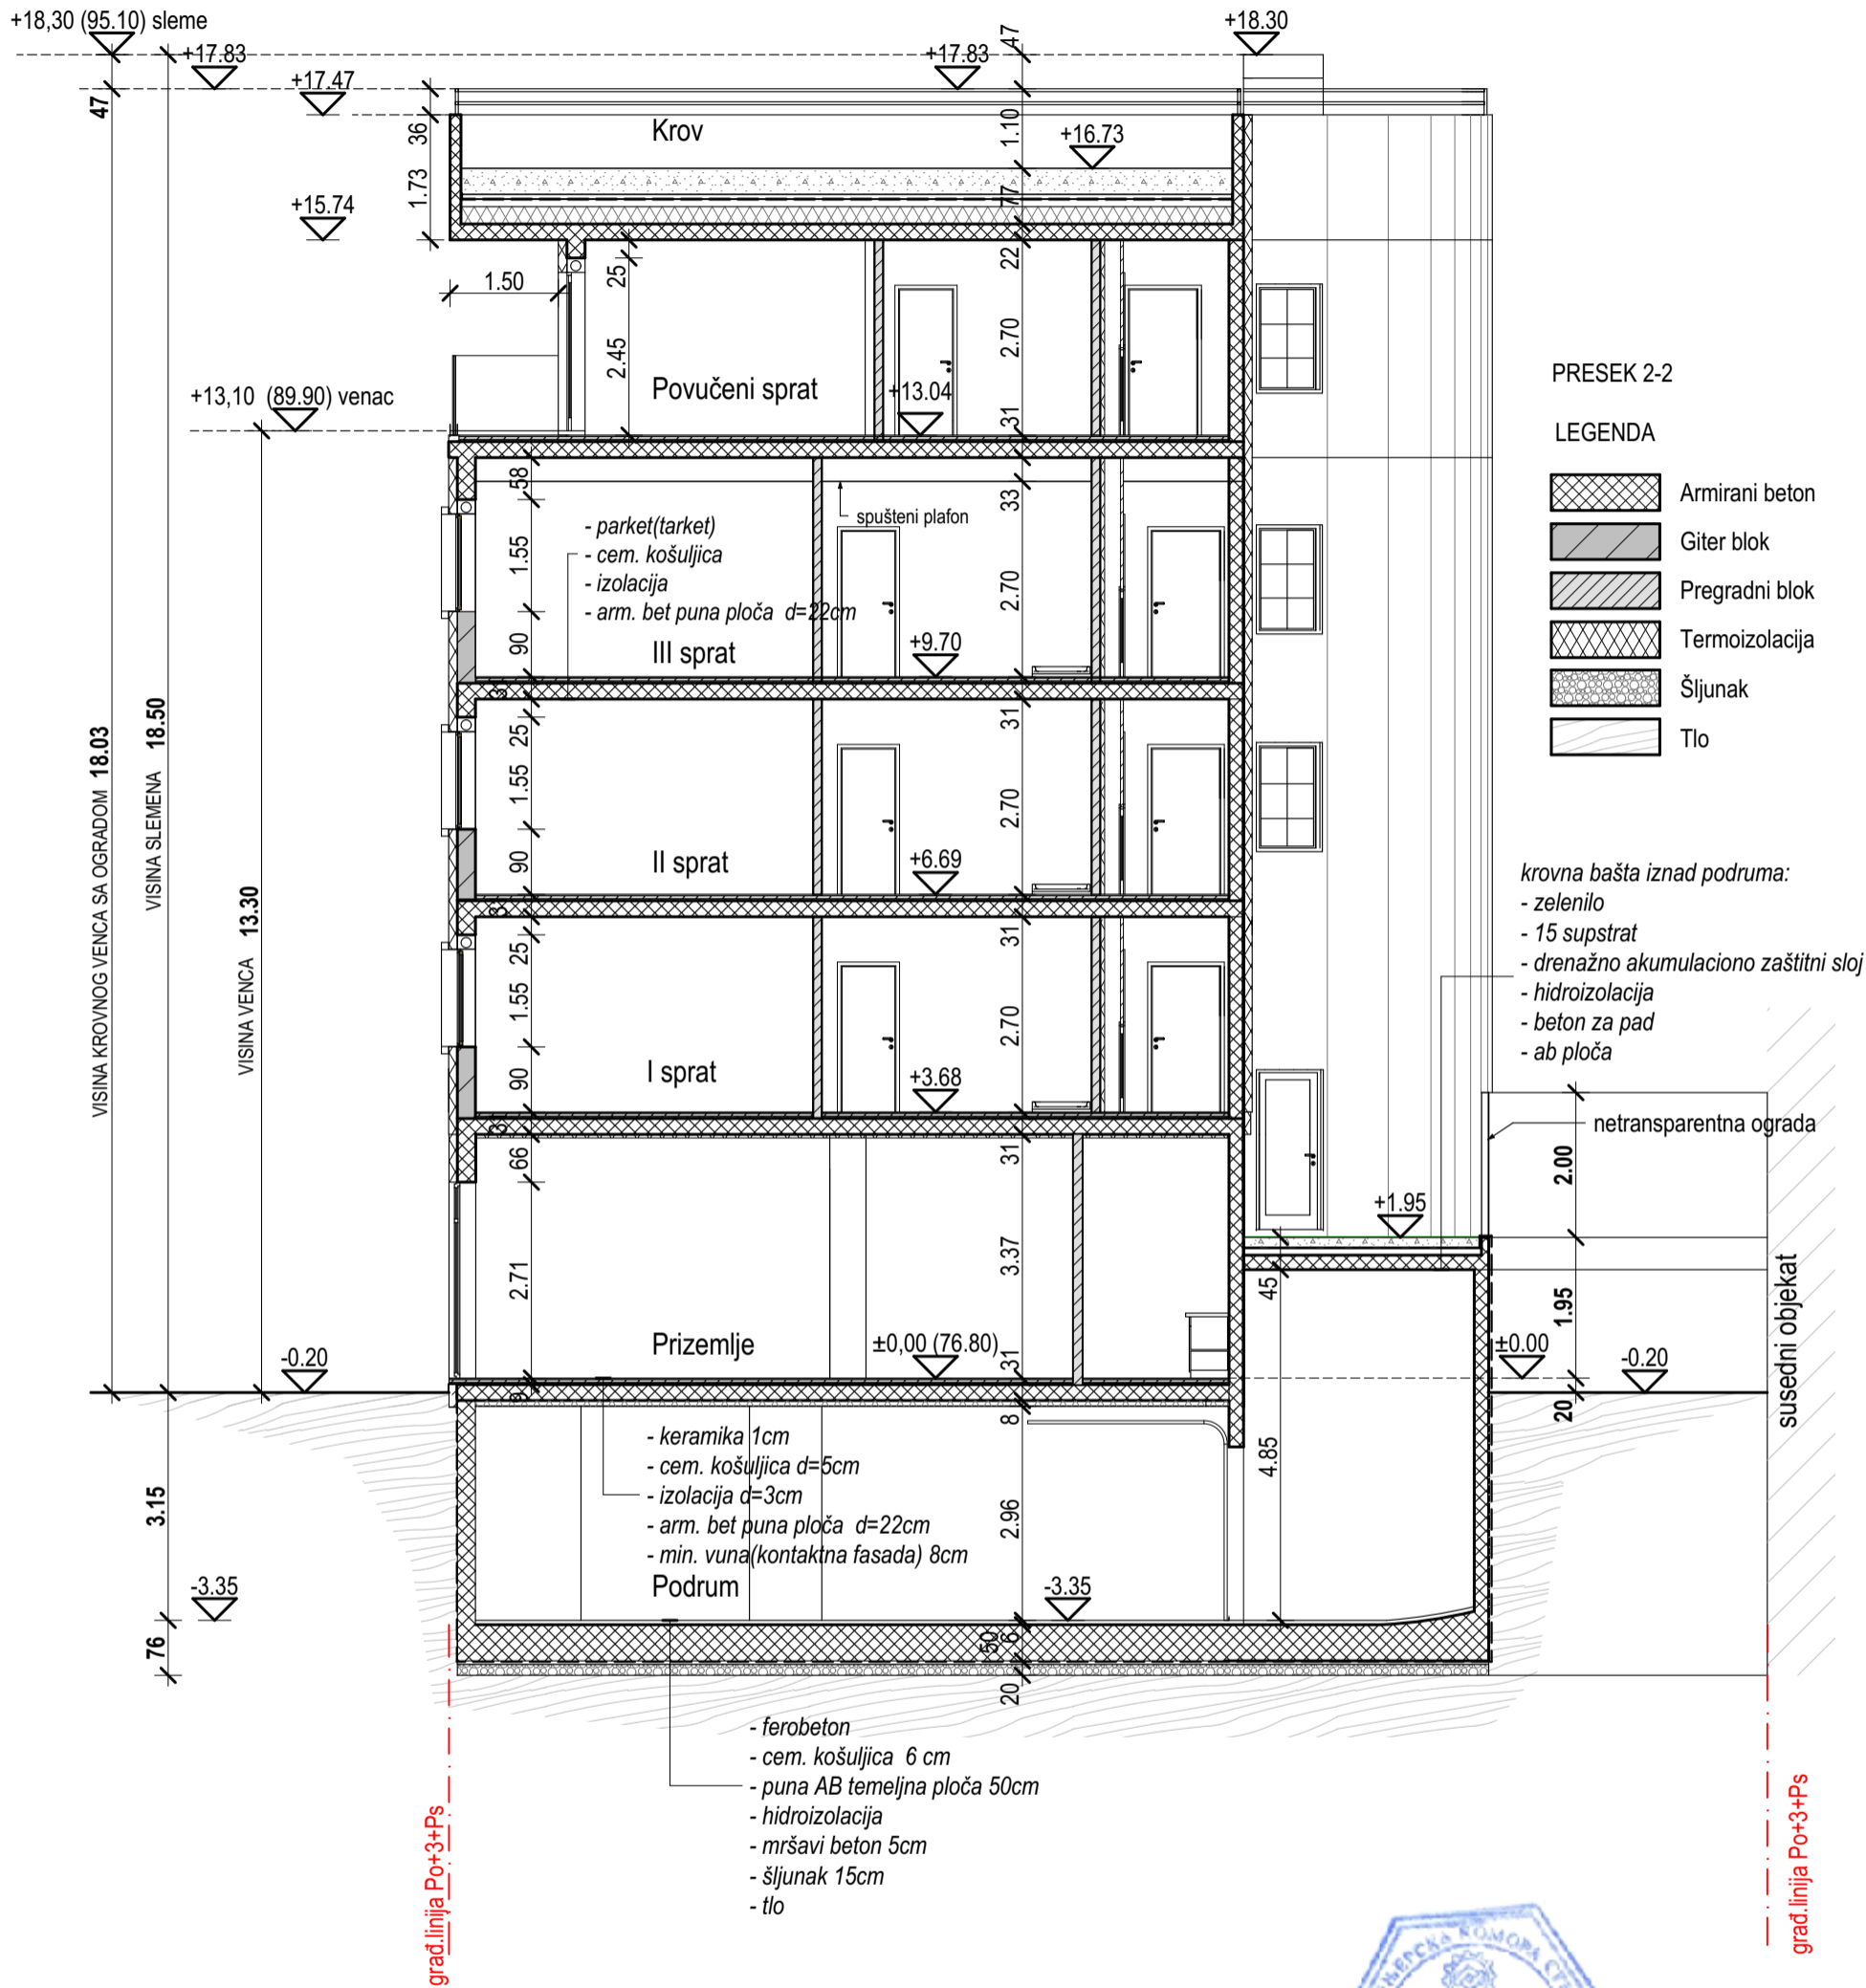 +18,30 (95.10) sleme
+17.83
+17.47
+15.74
+17.83
+18.30
47
47
36
1.73
1.10
77
22
Krov
+16.73
1.50
25
2.45
2.70
31
Povučeni sprat
+13.04
+13,10 (89.90) venac
58
1.55
90
33
2.70
spušteni plafon
- parket(tarket)
- cem. košuljica
- izolacija
- arm. bet puna ploča d=22cm
III sprat
+9.70
31
25
1.55
90
2.70
II sprat
+6.69
31
25
1.55
90
2.70
I sprat
+3.68
31
66
2.71
3.37
31
Prizemlje
±0,00 (76.80)
9
8
2.96
- keramika 1cm
- cem. košuljica d=5cm
- izolacija d=3cm
- arm. bet puna ploča d=22cm
- min. vuna(kontaktna fasada) 8cm
Podrum
-3.35
50
6
20
- ferobeton
- cem. košuljica 6 cm
- puna AB temeljna ploča 50cm
- hidroizolacija
- mršavi beton 5cm
- šljunak 15cm
- tlo
VISINA KROVNOG VENCA SA OGRADOM 18.03
VISINA SLEMENA 18.50
VISINA VENCA 13.30
-0.20
3.15
-3.35
76
građ.linija Po+3+Ps
PRESEK 2-2
LEGENDA
Armirani beton
Giter blok
Pregradni blok
Termoizolacija
Šljunak
Tlo
krovna bašta iznad podruma:
- zelenilo
- 15 supstrat
- drenažno akumulaciono zaštitni sloj
- hidroizolacija
- beton za pad
- ab ploča
netransparentna ograda
2.00
+1.95
45
1.95
4.85
±0.00
-0.20
20
susedni objekat
građ.linija Po+3+Ps
КОМОРА